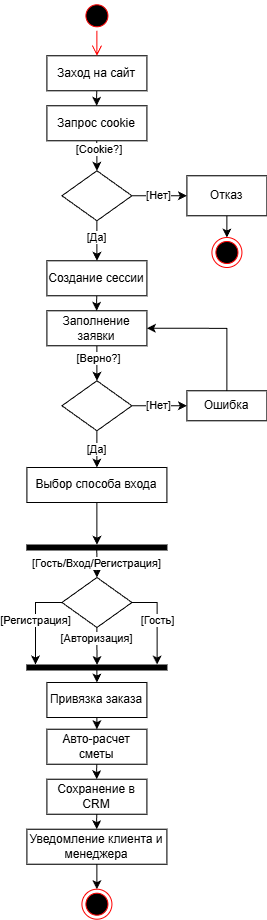 Заход на сайт
Запрос cookie
[Cookie?]
[Нет]
Отказ
[Да]
Создание сессии
Заполнение
заявки
[Верно?]
[Нет]
Ошибка
[Да]
Выбор способа входа
[Гость/Вход/Регистрация]
[Регистрация]
[Гость]
[Авторизация]
Привязка заказа
Авто-расчет
сметы
Сохранение в
CRM
Уведомление клиента и
менеджера